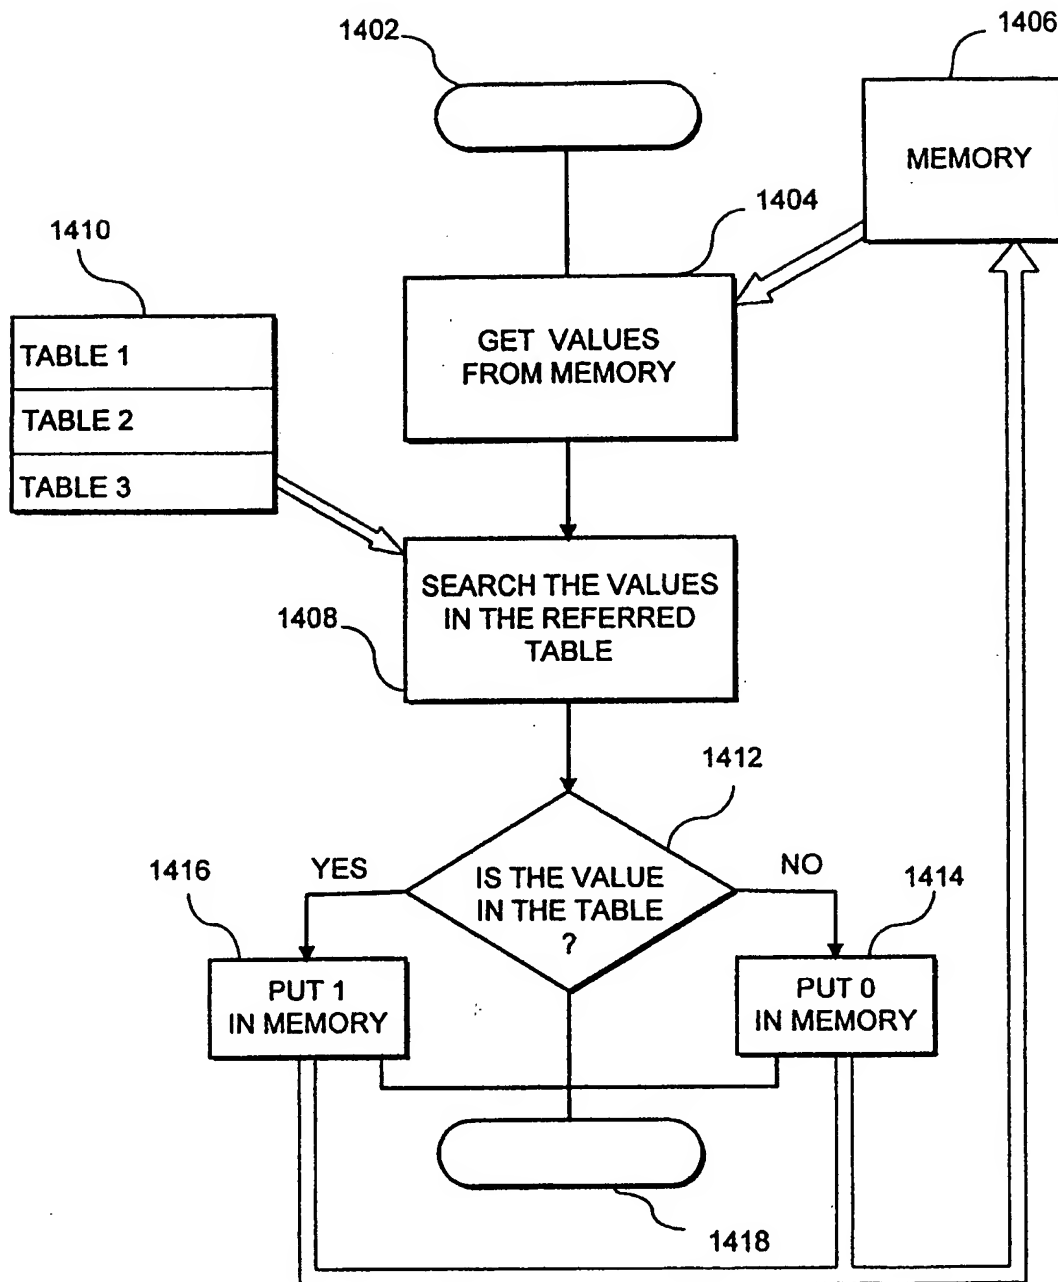 1402
1406
MEMORY
1404
1410
GET VALUES
FROM MEMORY
TABLE 1
TABLE 2
TABLE 3
SEARCH THE VALUES
IN THE REFERRED
TABLE
1408
1412
YES
NO
IS THE VALUE
IN THE TABLE
?
1416
1414
PUT 1
IN MEMORY
PUT 0
IN MEMORY
1418